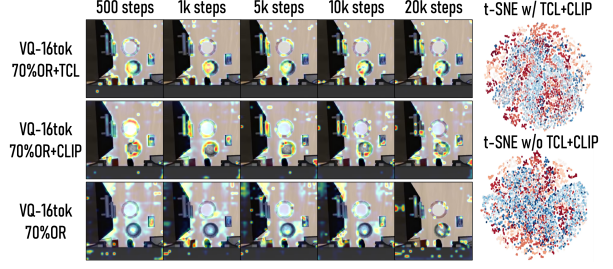 500 steps 1k steps 5k steps 10k steps 20k steps
VQ-16tok
70%OR+TCL
VQ-16tok
70%OR+CLIP
VQ-16tok
70%OR
t-SNE w/ TCL+CLIP
t-SNE w/o TCL+CLIP